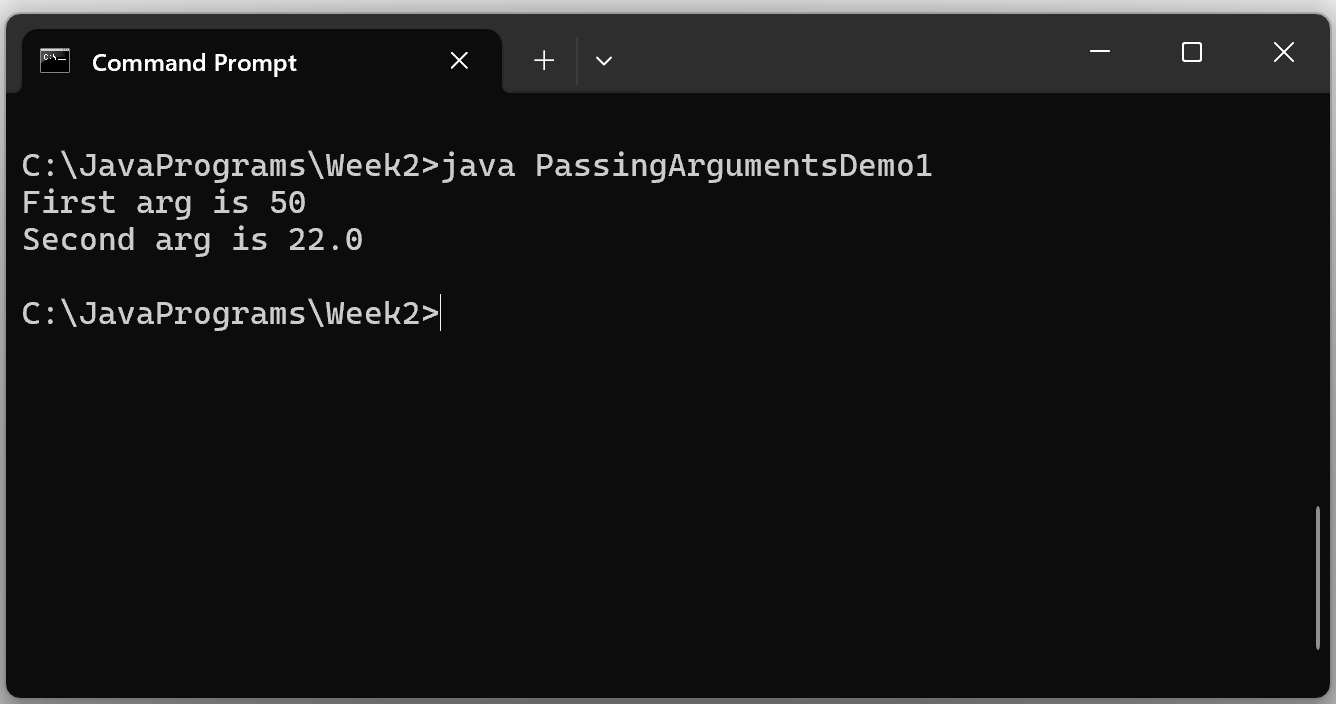 Command Prompt
C:\JavaPrograms\Week2>java PassingArgumentsDemo1
First arg is 50
Second arg is 22.0
C:\JavaPrograms\Week2>